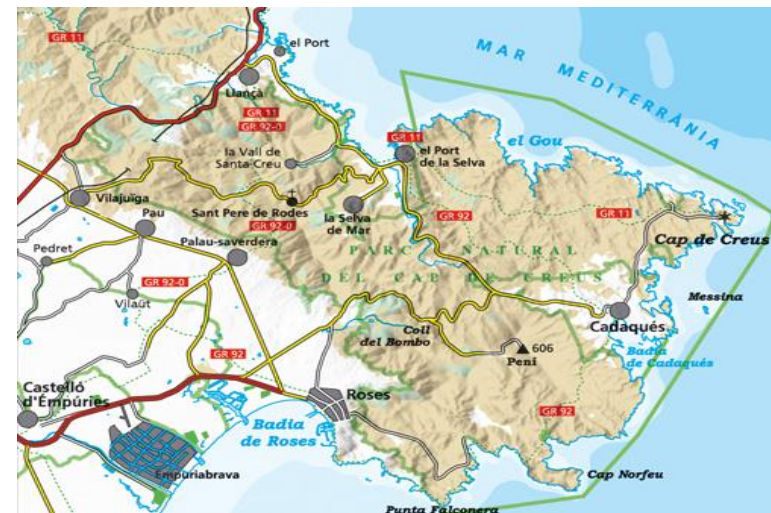 GR 11
el Port
MAR MEDITERRÀNIA
Llançà
GR 11
GR 92-0
GR 11
el Port
de la Selva
el Gou
la Vall de
Santa-Creu
Vilajuïga
Sant Pere de Rodes
GR 92-0
la Selva
de Mar
GR 92
GR 11
Cap de Creus
Pau
Palau-saverdera
PARC NATURAL
DEL CAP DE CREUS
Pedret
GR 92-0
Vilaüt
Messina
Cadaqués
Coll
del Bombo
606
Pení
Badia
de Cadaqués
GR 92
Castelló
d'Empúries
Roses
Badia
de Roses
GR 92
Empuriabrava
Cap Norfeu
Punta Falconera